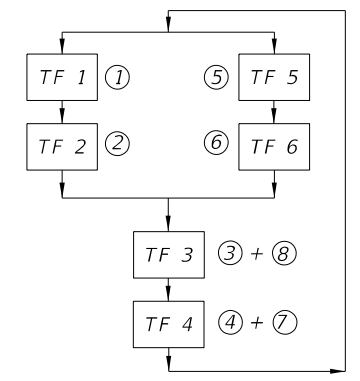 TF 1 ① ⑤ TF 5
TF 2 ② ⑥ TF 6
TF 3 ③ + ⑧
TF 4 ④ + ⑦